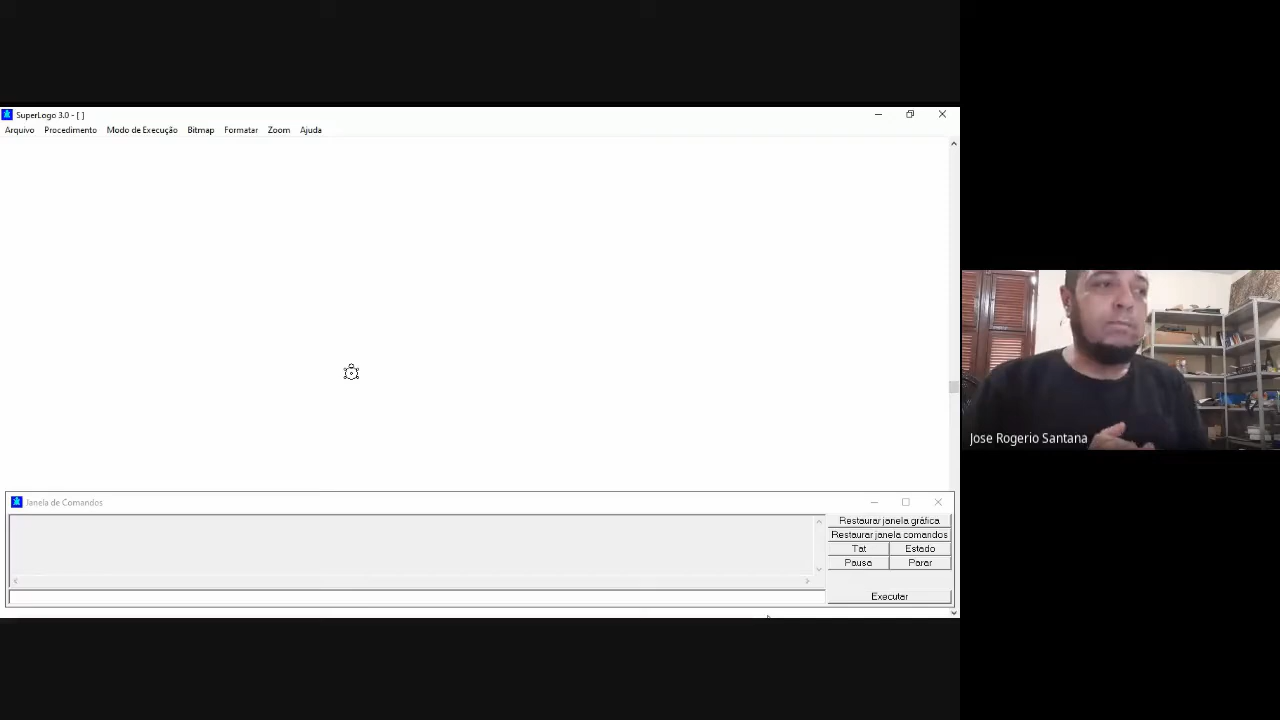 SuperLogo 3.0 - [ ]
Arquivo Procedimento Modo de Execução Bitmap Formatar Zoom Ajuda
Janela de Comandos
Restaurar janela gráfica
Restaurar janela comandos
Tat Estado
Pausa Parar
Executar
Jose Rogerio Santana